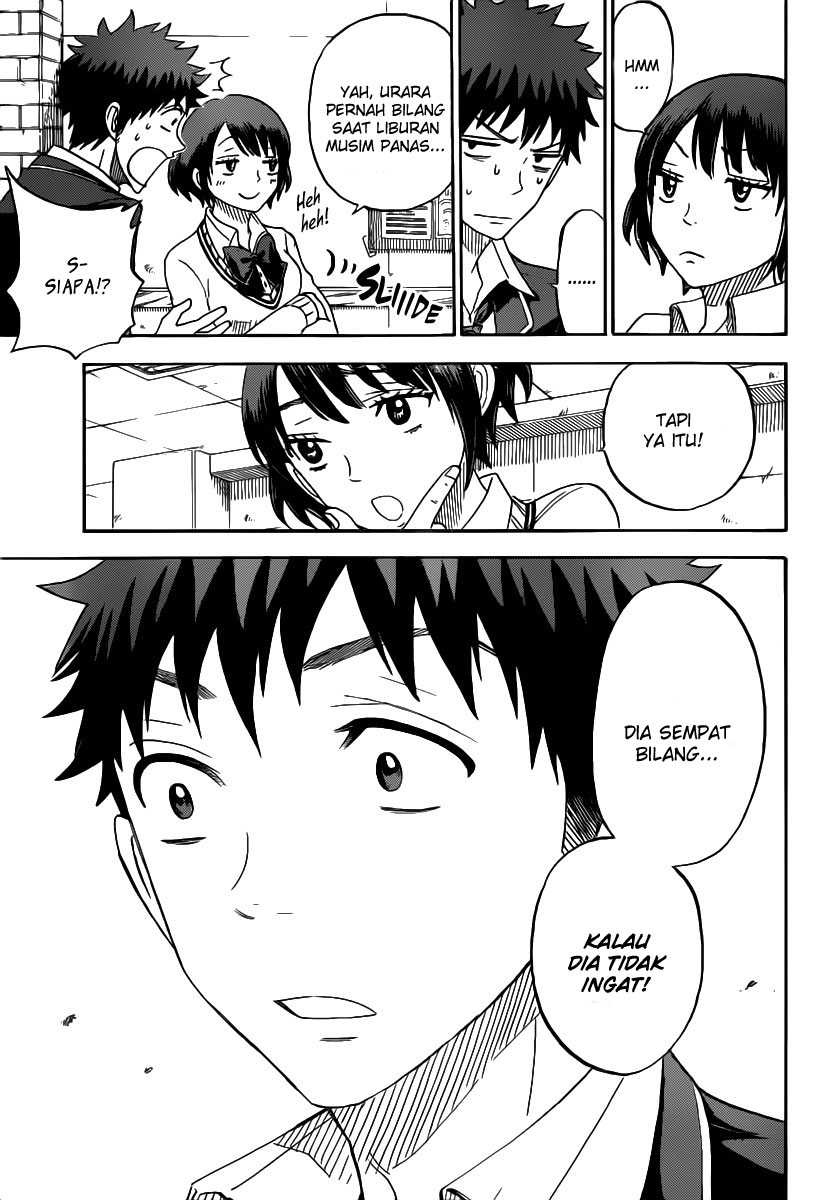 HMM
...
.......
YAH, URARA
PERNAH BILANG
SAAT LIBURAN
MUSIM PANAS...
Heh
heh!
SLIIIDE
S-
SIAPA!?
TAPI
YA ITU!
DIA SEMPAT
BILANG...
KALAU
DIA TIDAK
INGAT!